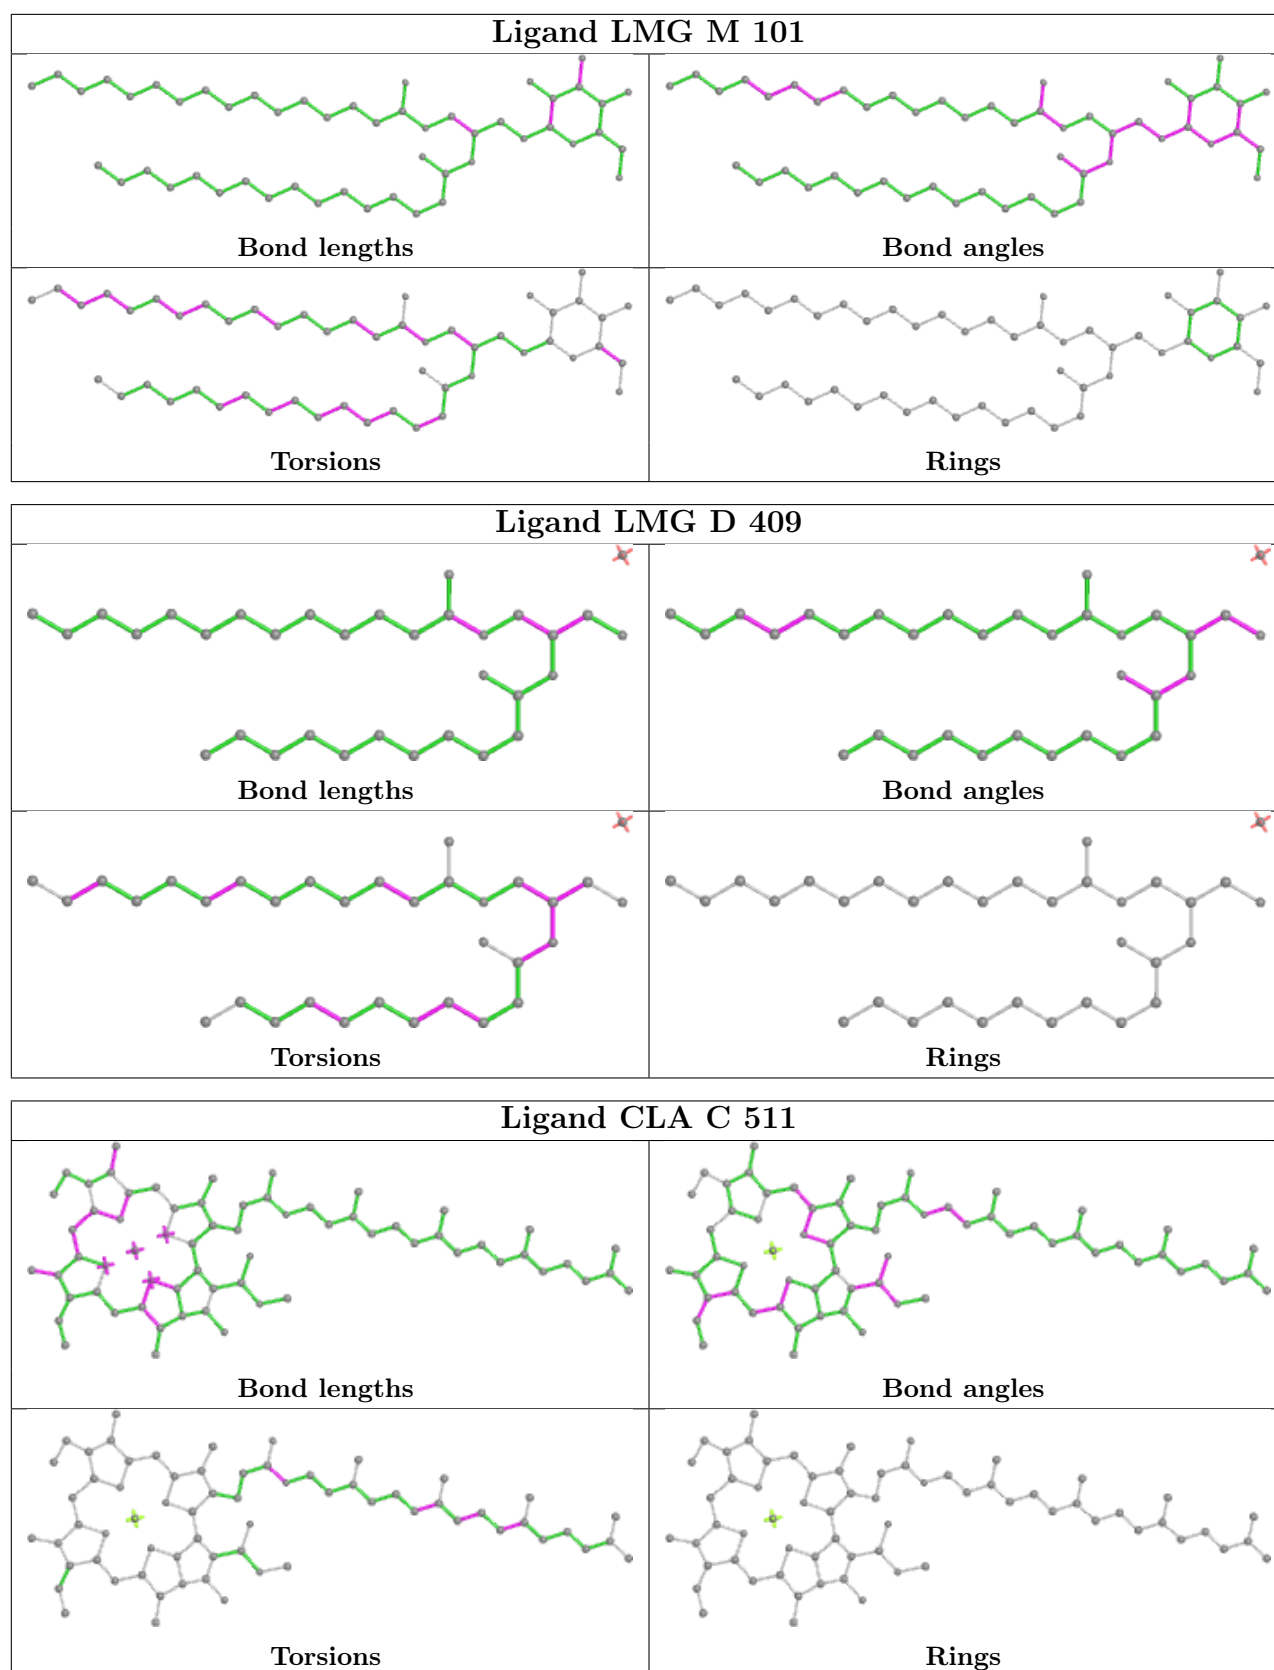 Ligand LMG M 101
Bond lengths
Bond angles
Torsions
Rings
Ligand LMG D 409
Bond lengths
Bond angles
Torsions
Rings
Ligand CLA C 511
Bond lengths
Bond angles
Torsions
Rings